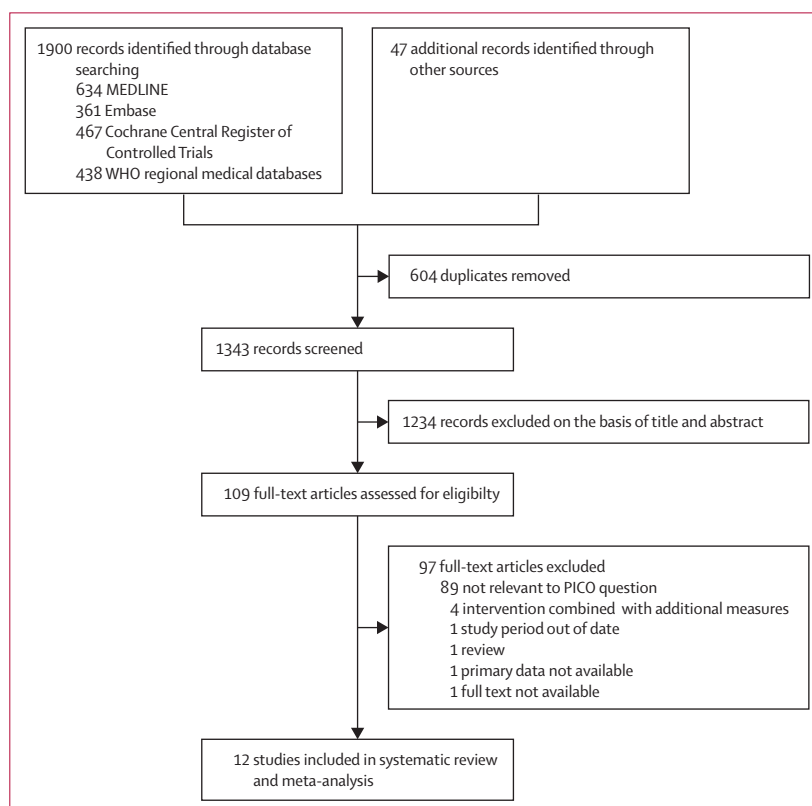 1900 records identified through database
searching
634 MEDLINE
361 Embase
467 Cochrane Central Register of
Controlled Trials
438 WHO regional medical databases
47 additional records identified through
other sources
604 duplicates removed
1343 records screened
1234 records excluded on the basis of title and abstract
109 full-text articles assessed for eligibilty
97 full-text articles excluded
89 not relevant to PICO question
4 intervention combined with additional measures
1 study period out of date
1 review
1 primary data not available
1 full text not available
12 studies included in systematic review
and meta-analysis